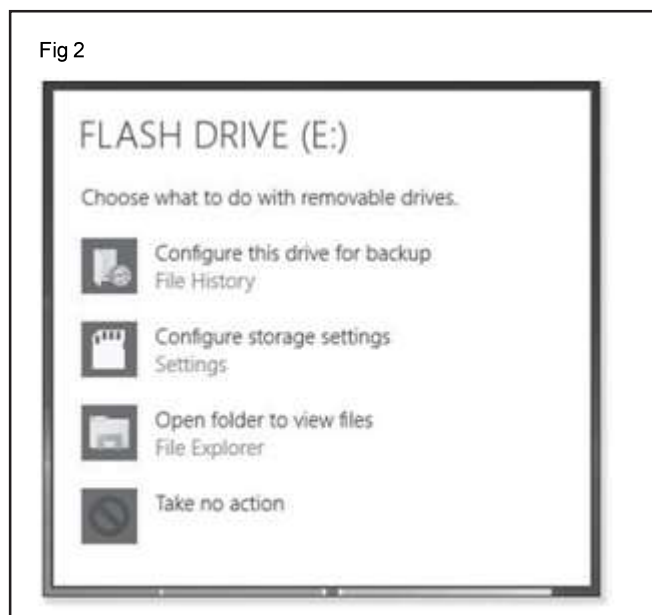 Fig 2
FLASH DRIVE (E:)
Choose what to do with removable drives.
Configure this drive for backup
File History
Configure storage settings
Settings
Open folder to view files
File Explorer
Take no action